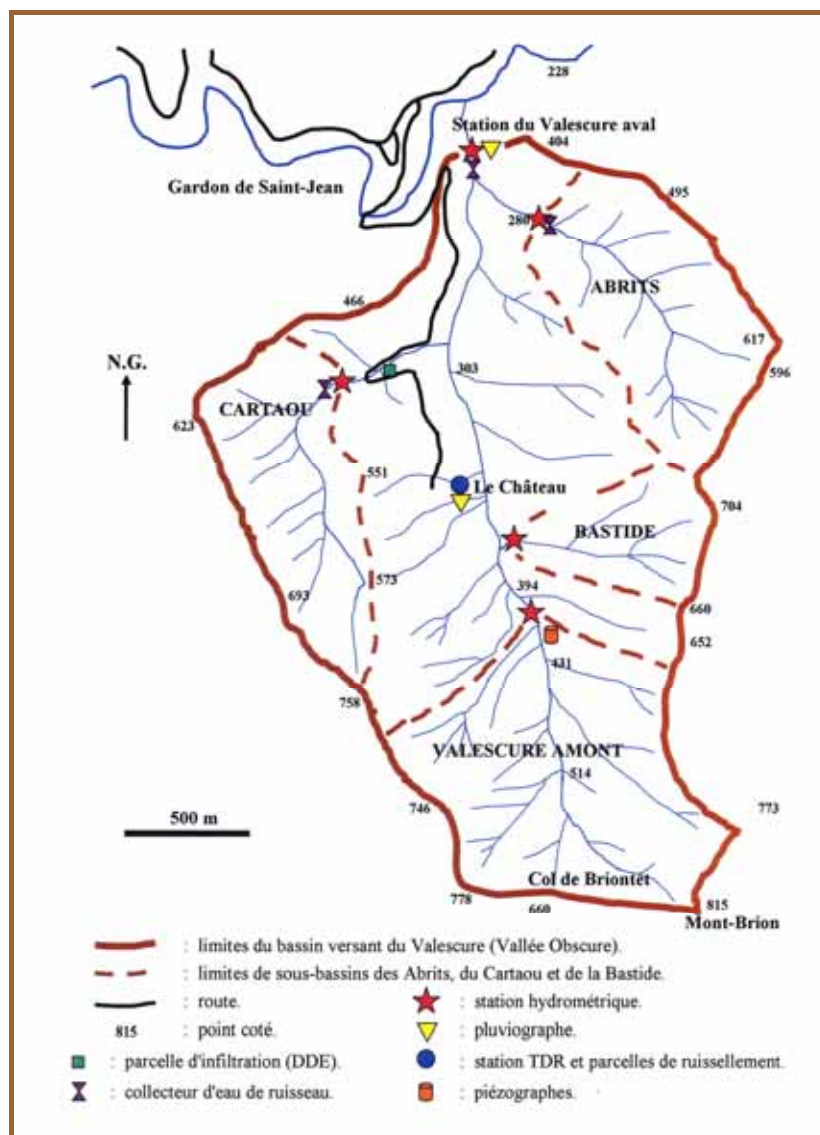 228
Station du Valescure aval
404
Gardon de Saint-Jean
495
280
ABRITS
466
617
N.G.
303
596
CARTAOU
623
551
Le Château
704
BASTIDE
573
394
693
660
652
431
758
VALESCURE AMONT
514
746
773
500 m
Col de Briontet
778
660
815
Mont-Brion
: limites du bassin versant du Valescure (Vallée Obscure).
: limites de sous-bassins des Abrits, du Cartaou et de la Bastide.
: route.
: station hydrométrique.
815 : point coté.
: pluviographe.
: parcelle d'infiltration (DDE).
: station TDR et parcelles de ruissellement.
: collecteur d'eau de ruisseau.
: piézographes.